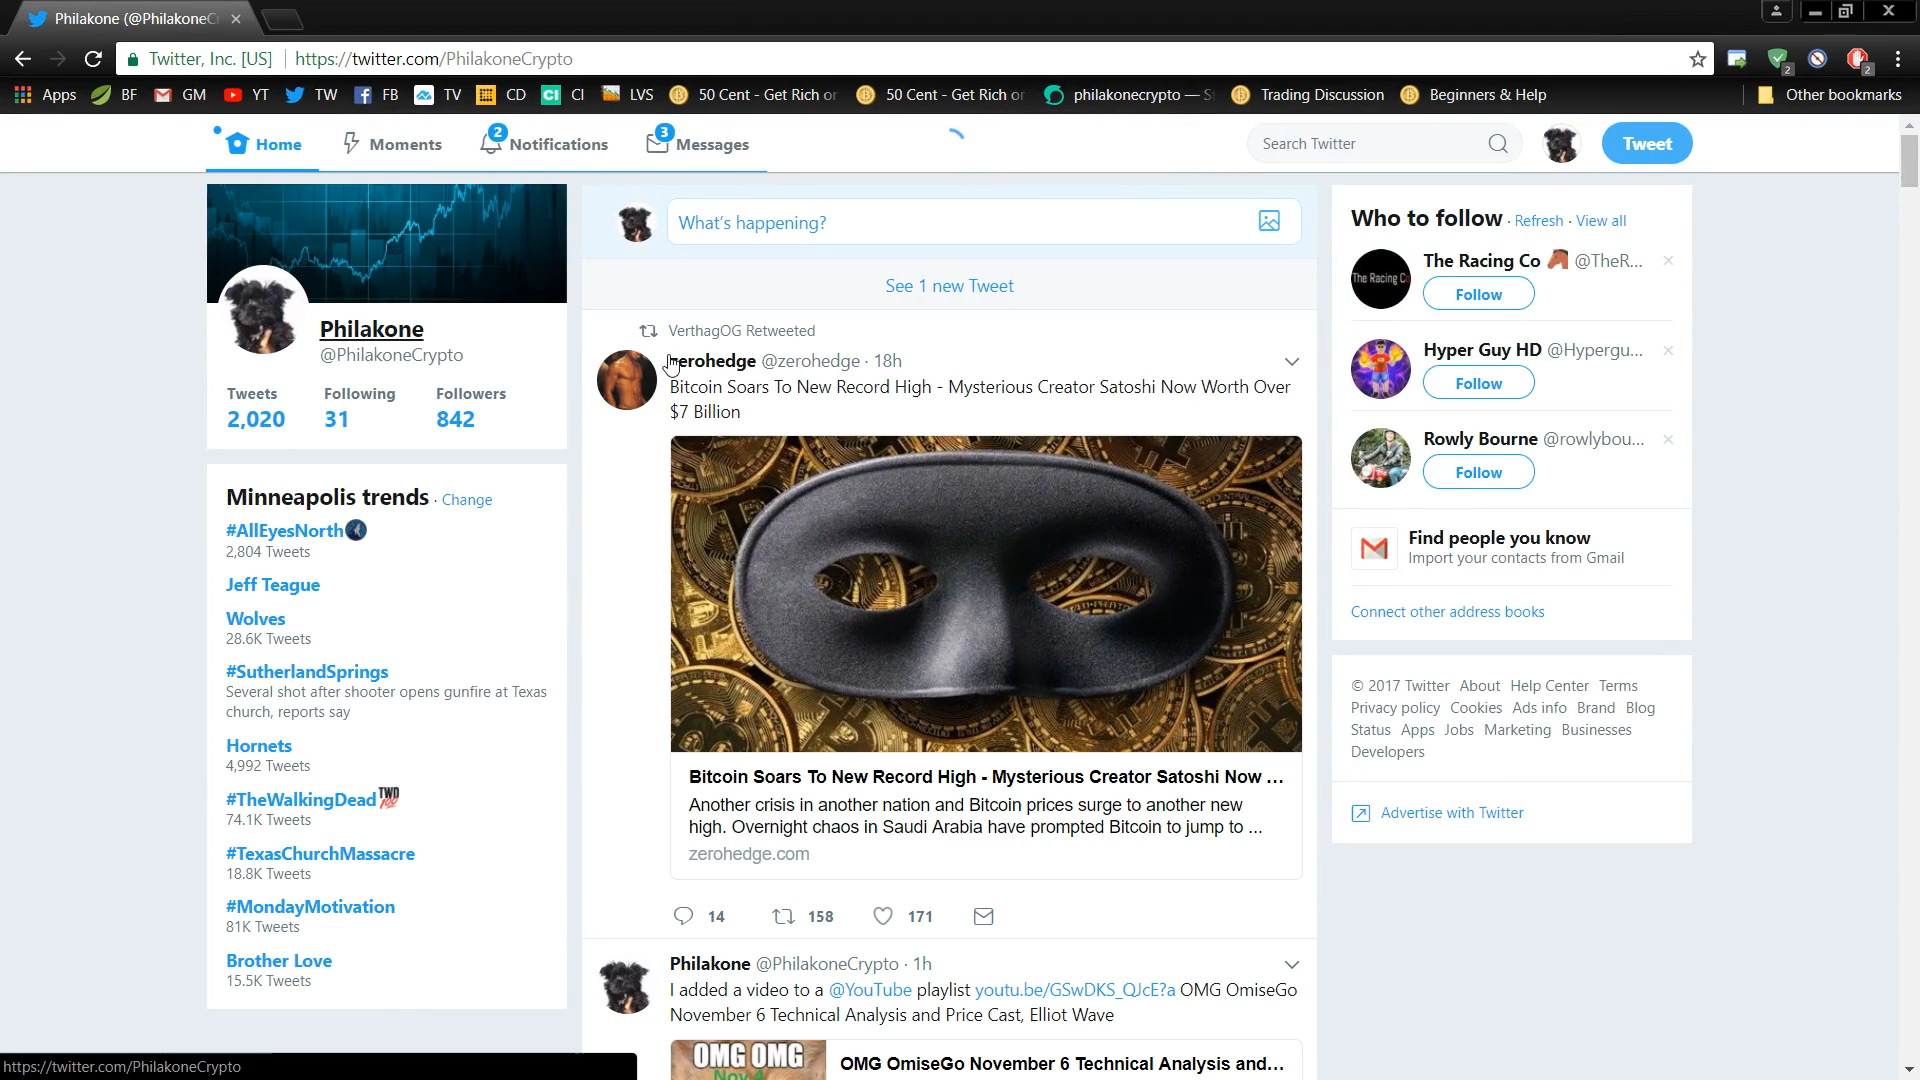 Philakone (@PhilakoneC
Twitter, Inc. [US] https://twitter.com/PhilakoneCrypto
2
2
Apps BF GM YT TW FB TV CD CI LVS 50 Cent - Get Rich or 50 Cent - Get Rich or philakonecrypto — S Trading Discussion Beginners & Help Other bookmarks
Home Moments 2 Notifications 3 Messages Search Twitter Tweet
Philakone
@PhilakoneCrypto
Tweets Following Followers
2,020 31 842
Minneapolis trends · Change
#AllEyesNorth
2,804 Tweets
Jeff Teague
Wolves
28.6K Tweets
#SutherlandSprings
Several shot after shooter opens gunfire at Texas
church, reports say
Hornets
4,992 Tweets
#TheWalkingDead TWD
74.1K Tweets
#TexasChurchMassacre
18.8K Tweets
#MondayMotivation
81K Tweets
Brother Love
15.5K Tweets
What's happening?
See 1 new Tweet
VerthagOG Retweeted
zerohedge @zerohedge · 18h
Bitcoin Soars To New Record High - Mysterious Creator Satoshi Now Worth Over
$7 Billion
Bitcoin Soars To New Record High - Mysterious Creator Satoshi Now ...
Another crisis in another nation and Bitcoin prices surge to another new
high. Overnight chaos in Saudi Arabia have prompted Bitcoin to jump to ...
zerohedge.com
14 158 171
Philakone @PhilakoneCrypto · 1h
I added a video to a @YouTube playlist youtu.be/GSwDKS_QJcE?a OMG OmiseGo
November 6 Technical Analysis and Price Cast, Elliot Wave
OMG OMG
Nov 4
OMG OmiseGo November 6 Technical Analysis and...
Who to follow · Refresh · View all
The Racing Co
The Racing Co @TheR...
Follow
Hyper Guy HD @Hypergu...
Follow
Rowly Bourne @rowlybou...
Follow
Find people you know
Import your contacts from Gmail
Connect other address books
© 2017 Twitter About Help Center Terms
Privacy policy Cookies Ads info Brand Blog
Status Apps Jobs Marketing Businesses
Developers
Advertise with Twitter
https://twitter.com/PhilakoneCrypto